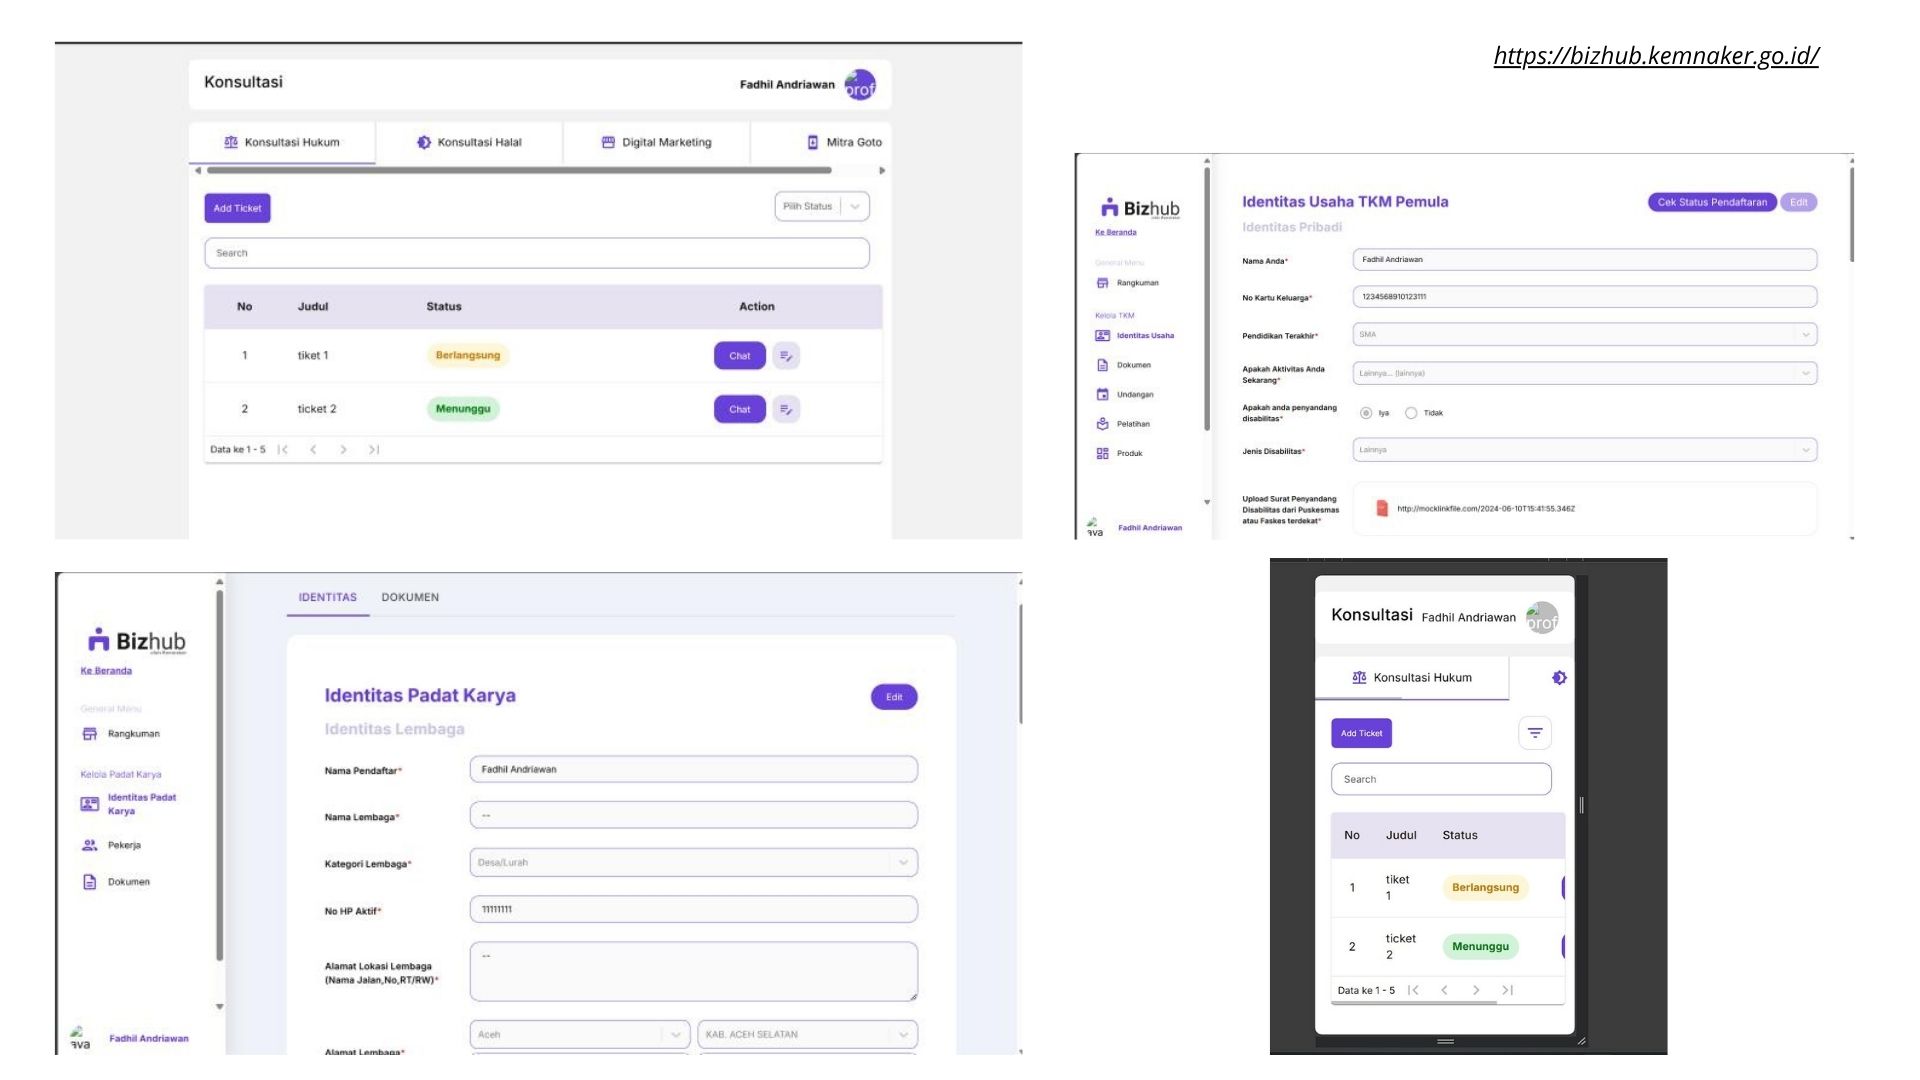 https://bizhub.kemnaker.go.id/
Konsultasi
Fadhil Andriawan
prof
Konsultasi Hukum
Konsultasi Halal
Digital Marketing
Mitra Goto
Add Ticket
Pilih Status
Search
No Judul Status Action
1 tiket 1 Berlangsung Chat
2 ticket 2 Menunggu Chat
Data ke 1 - 5
Bizhub
Ke Beranda
General Menu
Rangkuman
Kelola TKM
Identitas Usaha
Dokumen
Undangan
Pelatihan
Produk
ava
Fadhil Andriawan
Identitas Usaha TKM Pemula
Cek Status Pendaftaran
Edit
Identitas Pribadi
Nama Anda*
Fadhil Andriawan
No Kartu Keluarga*
1234568910123111
Pendidikan Terakhir*
SMA
Apakah Aktivitas Anda
Sekarang*
Lainnya... (lainnya)
Apakah anda penyandang
disabilitas*
Iya
Tidak
Jenis Disabilitas*
Lainnya
Upload Surat Penyandang
Disabilitas dari Puskesmas
atau Faskes terdekat*
http://mocklinkfile.com/2024-06-10T15:41:55.346Z
Bizhub
Ke Beranda
General Menu
Rangkuman
Kelola Padat Karya
Identitas Padat
Karya
Pekerja
Dokumen
ava
Fadhil Andriawan
IDENTITAS
DOKUMEN
Identitas Padat Karya
Edit
Identitas Lembaga
Nama Pendaftar*
Fadhil Andriawan
Nama Lembaga*
--
Kategori Lembaga*
Desa/Lurah
No HP Aktif*
11111111
Alamat Lokasi Lembaga
(Nama Jalan,No,RT/RW)*
--
Alamat Lembaga*
Aceh
KAB. ACEH SELATAN
Konsultasi
Fadhil Andriawan
prof
Konsultasi Hukum
Add Ticket
Search
No Judul Status
1 tiket
1
Berlangsung
2 ticket
2
Menunggu
Data ke 1 - 5